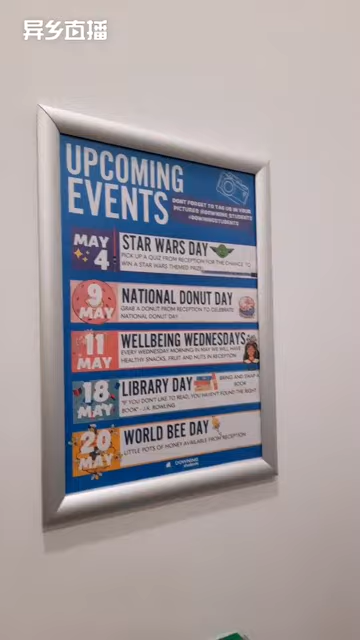 异乡直播
UPCOMING
EVENTS
DON'T FORGET TO TAG US IN YOUR
PICTURES
STUDENTS
MAY
4
STAR WARS DAY
PICK UP A QUIZ FROM RECEPTION FOR THE CHANCE TO
WIN A STAR WARS THEMED PRIZE!
9
MAY
NATIONAL DONUT DAY
GRAB A DONUT FROM RECEPTION TO CELEBRATE
NATIONAL DONUT DAY
11
MAY
WELLBEING WEDNESDAYS
EVERY WEDNESDAY MORNING IN MAY WE WILL HAVE
HEALTHY SNACKS, FRUIT AND NUTS IN RECEPTION!
18
MAY
LIBRARY DAY
BRING AND SWAP A
BOOK
"IF YOU DON'T LIKE TO READ, YOU HAVEN'T FOUND THE RIGHT
BOOK" - J.K. ROWLING
20
MAY
WORLD BEE DAY
LITTLE POTS OF HONEY AVAILABLE FROM RECEPTION